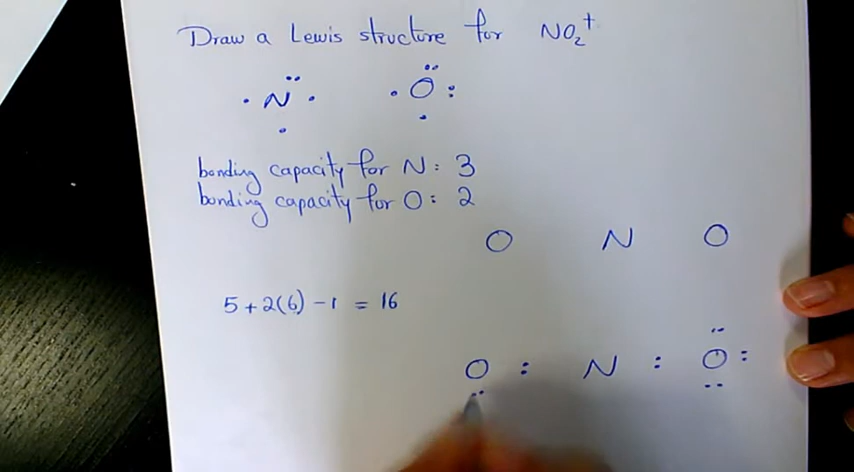 Draw a Lewis structure for NO₂⁺
· N̈ · · Ö :
· ·
bonding capacity for N: 3
bonding capacity for O: 2
O N O
5+2(6)-1 = 16
O : N : Ö :